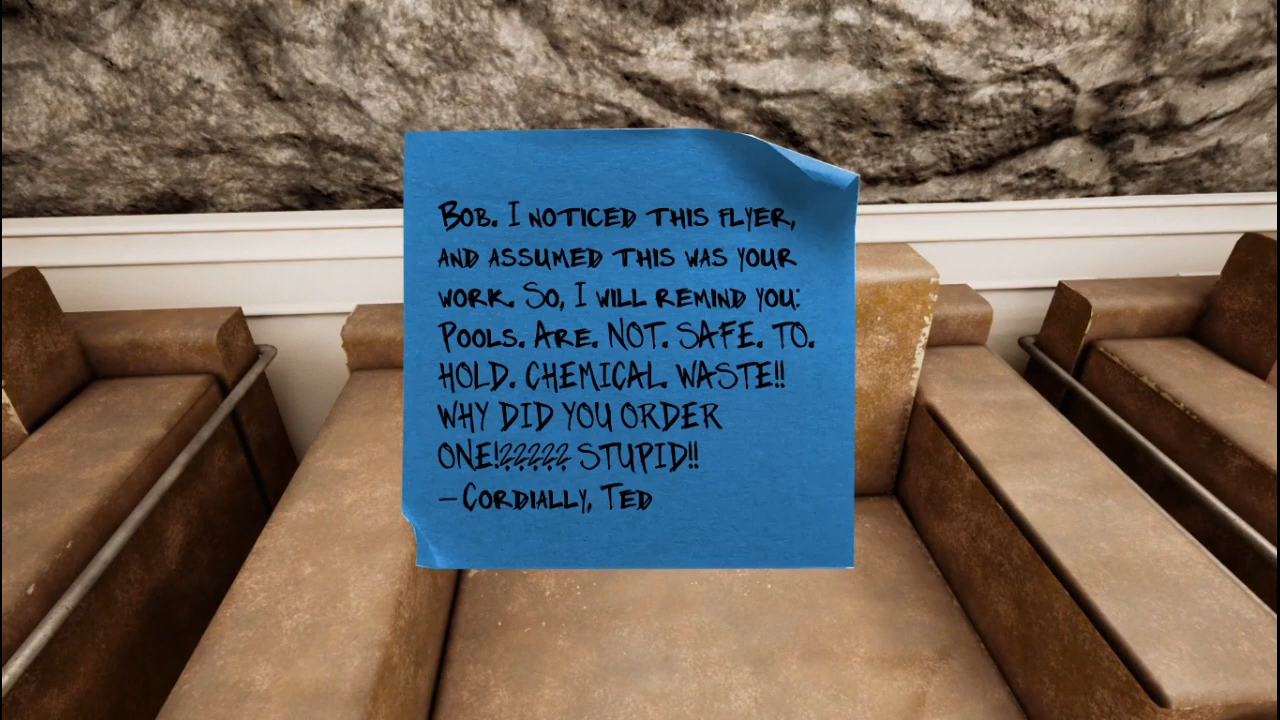 Bob. I noticed this flyer,
and assumed this was your
work. So, I will remind you:
Pools. Are. NOT. SAFE. TO.
HOLD. CHEMICAL WASTE!!
WHY DID YOU ORDER
ONE!????? STUPID!!
– Cordially, Ted